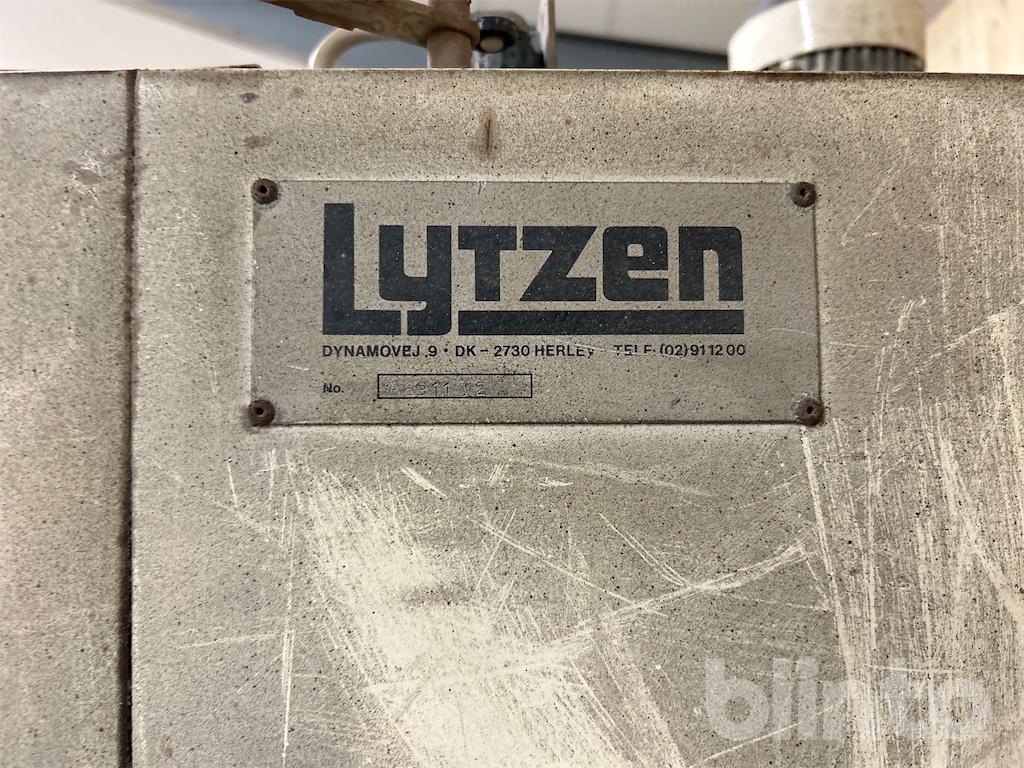 Lytzen
DYNAMOVEJ 9 · DK - 2730 HERLEV - TELF. (02) 91 12 00
No.
blinto